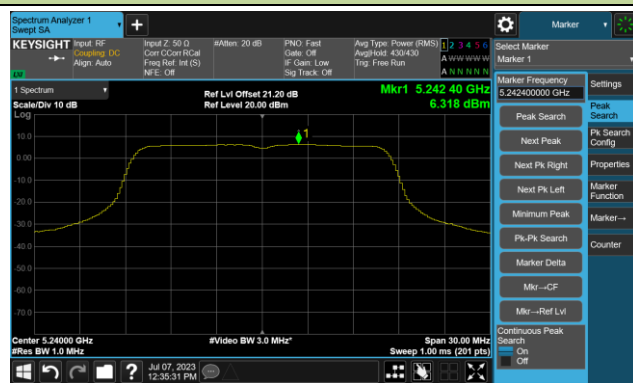 Spectrum Analyzer 1
Swept SA
Marker
KEYSIGHT
Input: RF
Coupling: DC
Align: Auto
Input Z: 50 Ω
Corr CCorr RCal
Freq Ref: Int (S)
NFE: Off
#Atten: 20 dB
PNO: Fast
Gate: Off
IF Gain: Low
Sig Track: Off
Avg Type: Power (RMS)
Avg|Hold: 430/430
Trig: Free Run
1 2 3 4 5 6
A W W W W W
A N N N N N
LXI
Select Marker
Marker 1
1 Spectrum
Scale/Div 10 dB
Log
Ref Lvl Offset 21.20 dB
Ref Level 20.00 dBm
Mkr1 5.242 40 GHz
6.318 dBm
1
10.0
0.00
-10.0
-20.0
-30.0
-40.0
-50.0
-60.0
-70.0
Center 5.24000 GHz
#Res BW 1.0 MHz
#Video BW 3.0 MHz*
Span 30.00 MHz
Sweep 1.00 ms (201 pts)
Marker Frequency
5.242400000 GHz
Peak Search
Next Peak
Next Pk Right
Next Pk Left
Minimum Peak
Pk-Pk Search
Marker Delta
Mkr→CF
Mkr→Ref Lvl
Continuous Peak
Search
On
Off
Settings
Peak
Search
Pk Search
Config
Properties
Marker
Function
Marker→
Counter
?
Jul 07, 2023
12:35:31 PM